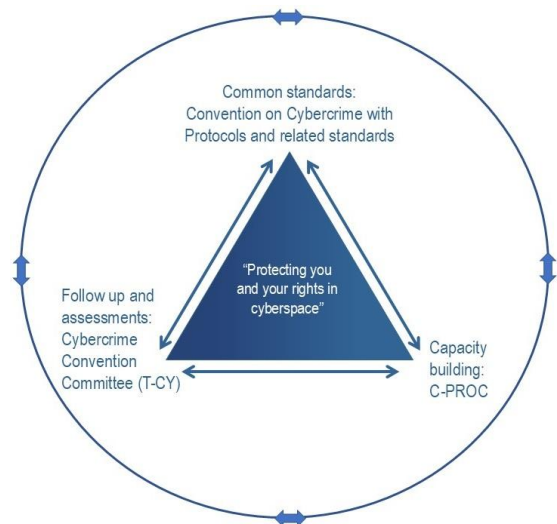 Common standards:
Convention on Cybercrime with
Protocols and related standards
“Protecting you
and your rights in
cyberspace”
Follow up and
assessments:
Cybercrime
Convention
Committee (T-CY)
Capacity
building:
C-PROC